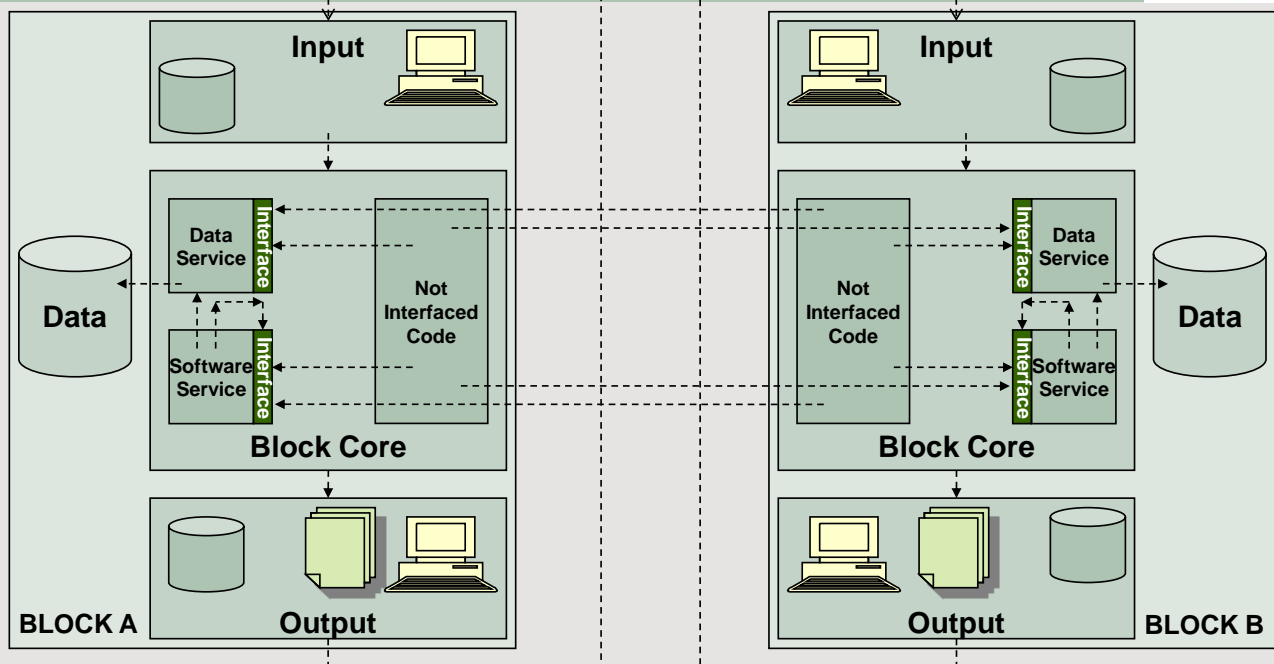 Input
Data
Service
Interface
Not
Interfaced
Code
Data
Software
Service
Interface
Block Core
Output
BLOCK A
Input
Not
Interfaced
Code
Interface
Data
Service
Data
Interface
Software
Service
Block Core
Output
BLOCK B